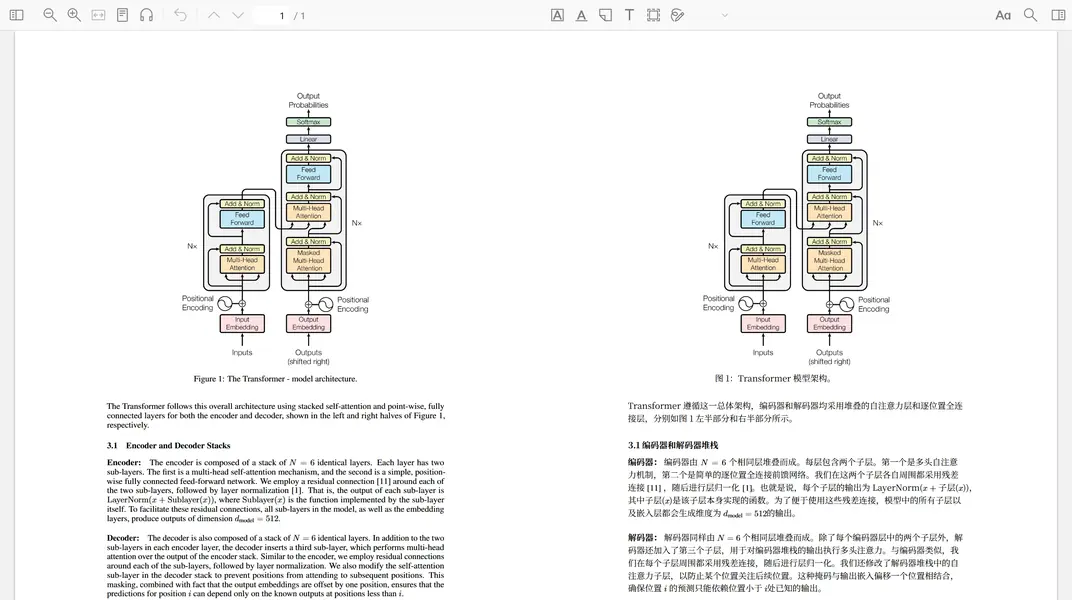 1 / 1
Aa
Output
Probabilities
Softmax
Linear
Add & Norm
Feed
Forward
Add & Norm
Multi-Head
Attention
Add & Norm
Feed
Forward
N×
Add & Norm
Masked
Multi-Head
Attention
N×
Add & Norm
Multi-Head
Attention
Positional
Encoding
Positional
Encoding
Input
Embedding
Output
Embedding
Inputs
Outputs
(shifted right)
Figure 1: The Transformer - model architecture.
The Transformer follows this overall architecture using stacked self-attention and point-wise, fully
connected layers for both the encoder and decoder, shown in the left and right halves of Figure 1,
respectively.
3.1 Encoder and Decoder Stacks
Encoder: The encoder is composed of a stack of N = 6 identical layers. Each layer has two
sub-layers. The first is a multi-head self-attention mechanism, and the second is a simple, position-
wise fully connected feed-forward network. We employ a residual connection [11] around each of
the two sub-layers, followed by layer normalization [1]. That is, the output of each sub-layer is
LayerNorm(x + Sublayer(x)), where Sublayer(x) is the function implemented by the sub-layer
itself. To facilitate these residual connections, all sub-layers in the model, as well as the embedding
layers, produce outputs of dimension d_model = 512.
Decoder: The decoder is also composed of a stack of N = 6 identical layers. In addition to the two
sub-layers in each encoder layer, the decoder inserts a third sub-layer, which performs multi-head
attention over the output of the encoder stack. Similar to the encoder, we employ residual connections
around each of the sub-layers, followed by layer normalization. We also modify the self-attention
sub-layer in the decoder stack to prevent positions from attending to subsequent positions. This
masking, combined with fact that the output embeddings are offset by one position, ensures that the
predictions for position i can depend only on the known outputs at positions less than i.
Output
Probabilities
Softmax
Linear
Add & Norm
Feed
Forward
Add & Norm
Multi-Head
Attention
Add & Norm
Feed
Forward
N×
Add & Norm
Masked
Multi-Head
Attention
N×
Add & Norm
Multi-Head
Attention
Positional
Encoding
Positional
Encoding
Input
Embedding
Output
Embedding
Inputs
Outputs
(shifted right)
图 1：Transformer 模型架构。
Transformer 遵循这一总体架构，编码器和解码器均采用堆叠的自注意力层和逐位置全连
接层，分别如图 1 左半部分和右半部分所示。
3.1 编码器和解码器堆栈
编码器： 编码器由 N = 6 个相同层堆叠而成。每层包含两个子层。第一个是多头自注意
力机制，第二个是简单的逐位置全连接前馈网络。我们在这两个子层各自周围都采用残差
连接 [11] ，随后进行层归一化 [1]。也就是说，每个子层的输出为 LayerNorm(x + 子层(x)),
其中子层(x)是该子层本身实现的函数。为了便于使用这些残差连接，模型中的所有子层以
及嵌入层都会生成维度为 d_model = 512的输出。
解码器： 解码器同样由 N = 6 个相同层堆叠而成。除了每个编码器层中的两个子层外，解
码器还加入了第三个子层，用于对编码器堆栈的输出执行多头注意力。与编码器类似，我
们在每个子层周围都采用残差连接，随后进行层归一化。我们还修改了解码器堆栈中的自
注意力子层，以防止某个位置关注后续位置。这种掩码与输出嵌入偏移一个位置相结合，
确保位置 i 的预测只能依赖位置小于 i处已知的输出。